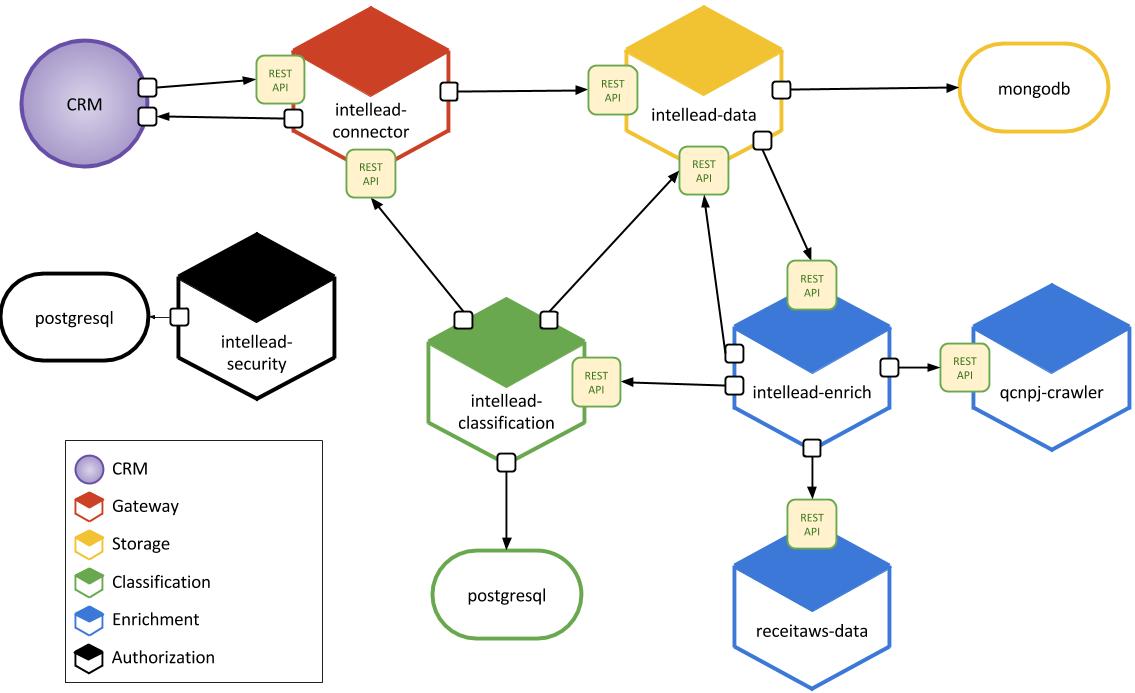 CRM
REST
API
intellead-
connector
REST
API
REST
API
intellead-data
REST
API
mongodb
postgresql
intellead-
security
intellead-
classification
REST
API
REST
API
intellead-enrich
REST
API
qcnpj-crawler
postgresql
REST
API
receitaws-data
CRM
Gateway
Storage
Classification
Enrichment
Authorization